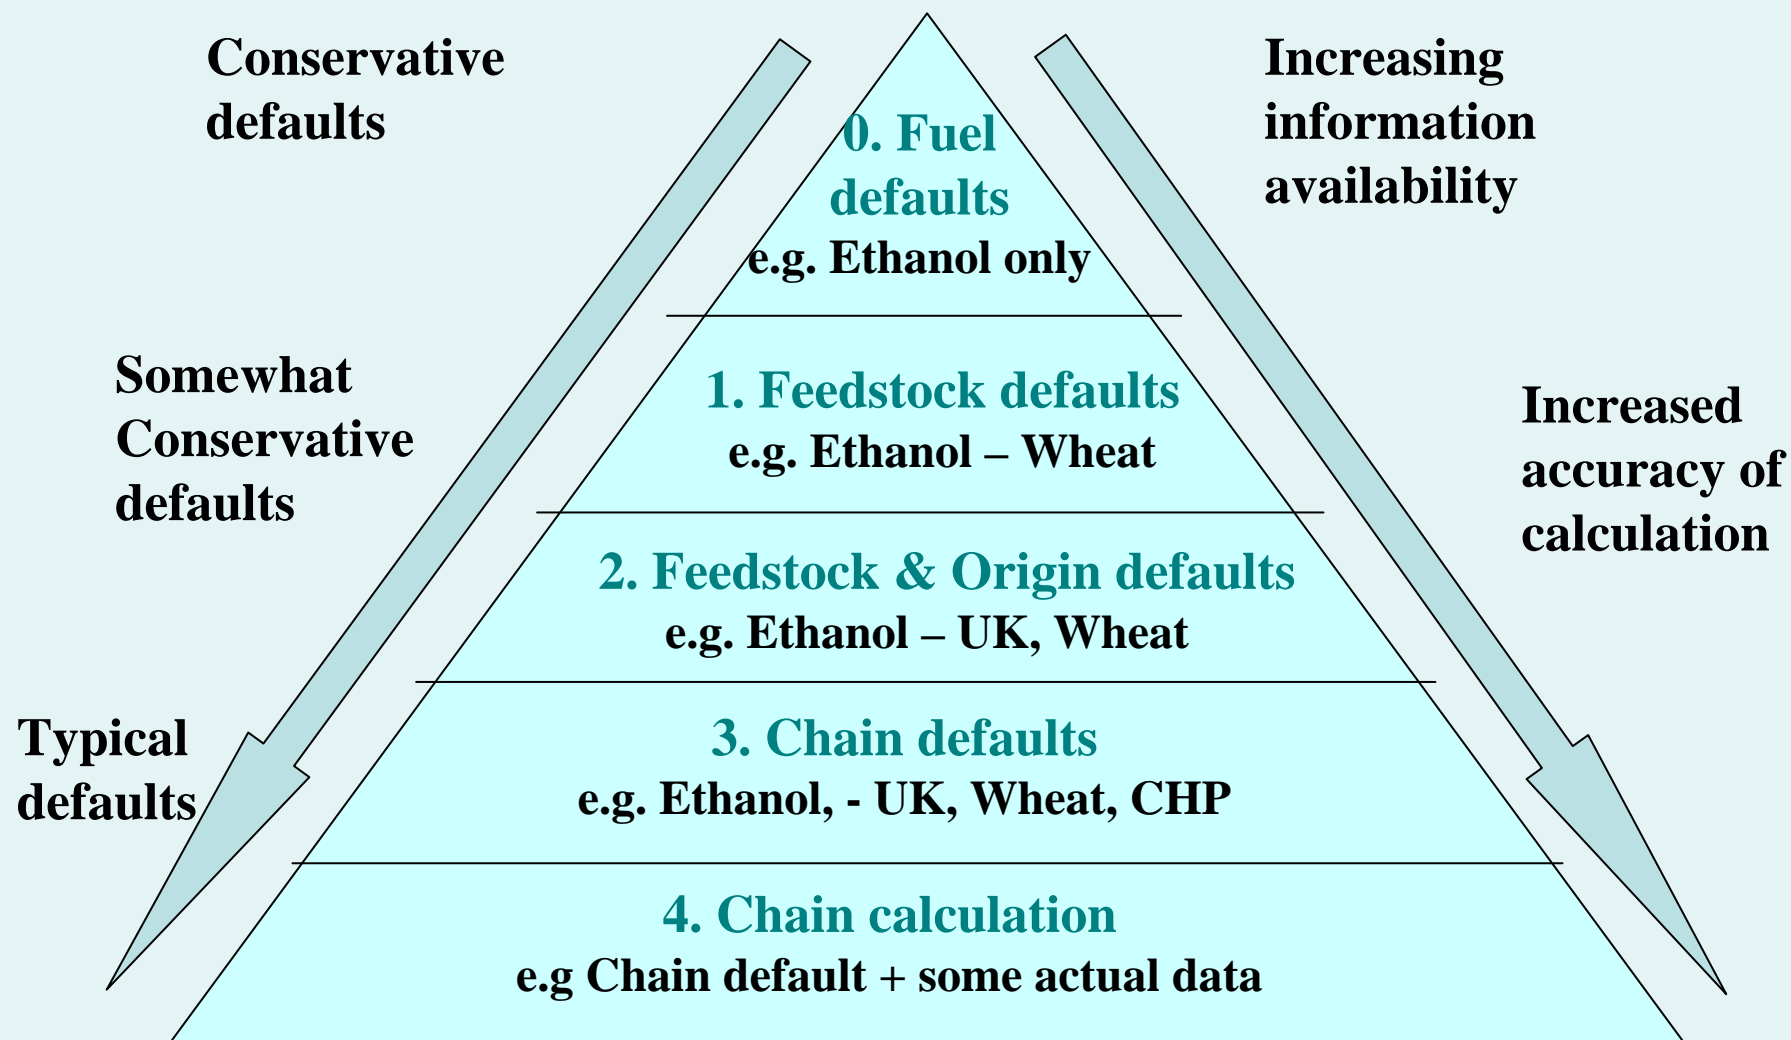 Conservative
defaults
Increasing
information
availability
0. Fuel
defaults
e.g. Ethanol only
Somewhat
Conservative
defaults
1. Feedstock defaults
e.g. Ethanol – Wheat
Increased
accuracy of
calculation
2. Feedstock & Origin defaults
e.g. Ethanol – UK, Wheat
Typical
defaults
3. Chain defaults
e.g. Ethanol, - UK, Wheat, CHP
4. Chain calculation
e.g Chain default + some actual data